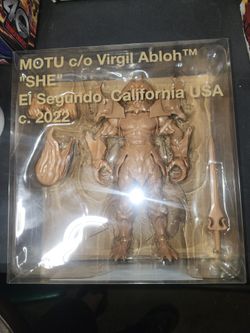 MOTU c/o Virgil Abloh™
"SHE"
El Segundo, California USA
c. 2022